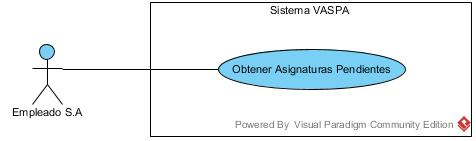 Sistema VASPA
Obtener Asignaturas Pendientes
Empleado S.A
Powered By Visual Paradigm Community Edition